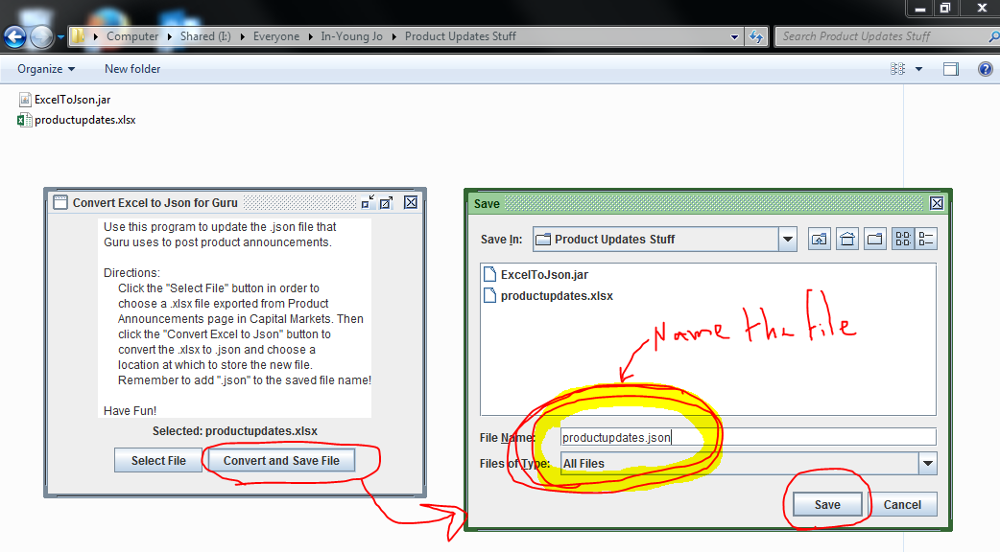 Computer ▸ Shared (I:) ▸ Everyone ▸ In-Young Jo ▸ Product Updates Stuff
Search Product Updates Stuff
Organize
New folder
ExcelToJson.jar
productupdates.xlsx
Convert Excel to Json for Guru
Use this program to update the .json file that
Guru uses to post product announcements.
Directions:
Click the "Select File" button in order to
choose a .xlsx file exported from Product
Announcements page in Capital Markets. Then
click the "Convert Excel to Json" button to
convert the .xlsx to .json and choose a
location at which to store the new file.
Remember to add ".json" to the saved file name!
Have Fun!
Selected: productupdates.xlsx
Select File
Convert and Save File
Save
Save In:
Product Updates Stuff
ExcelToJson.jar
productupdates.xlsx
Name the file
File Name:
productupdates.json
Files of Type:
All Files
Save
Cancel